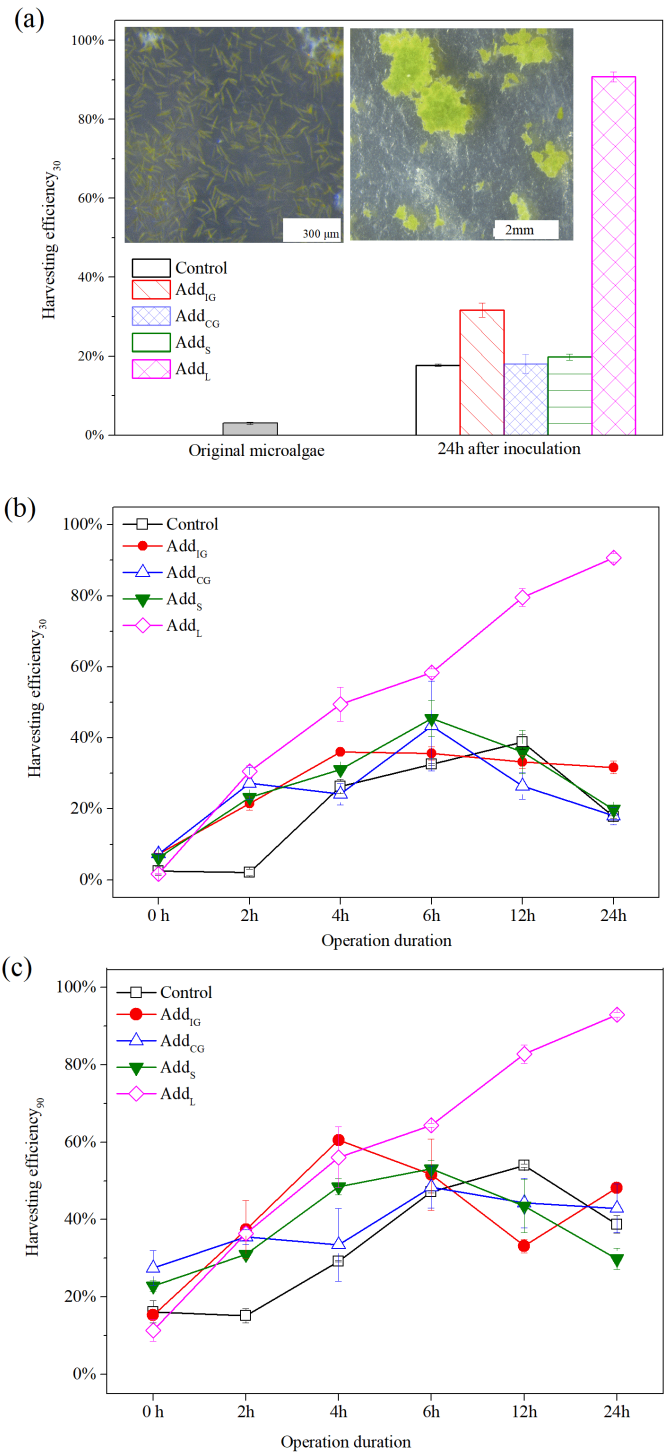 (a)
100%
80%
60%
40%
20%
0%
Harvesting efficiency30
300 μm
2mm
Control
AddIG
AddCG
AddS
AddL
Original microalgae
24h after inoculation
(b)
100%
80%
60%
40%
20%
0%
Harvesting efficiency30
Control
AddIG
AddCG
AddS
AddL
0 h 2h 4h 6h 12h 24h
Operation duration
(c)
100%
80%
60%
40%
20%
0%
Harvesting efficiency90
Control
AddIG
AddCG
AddS
AddL
0 h 2h 4h 6h 12h 24h
Operation duration